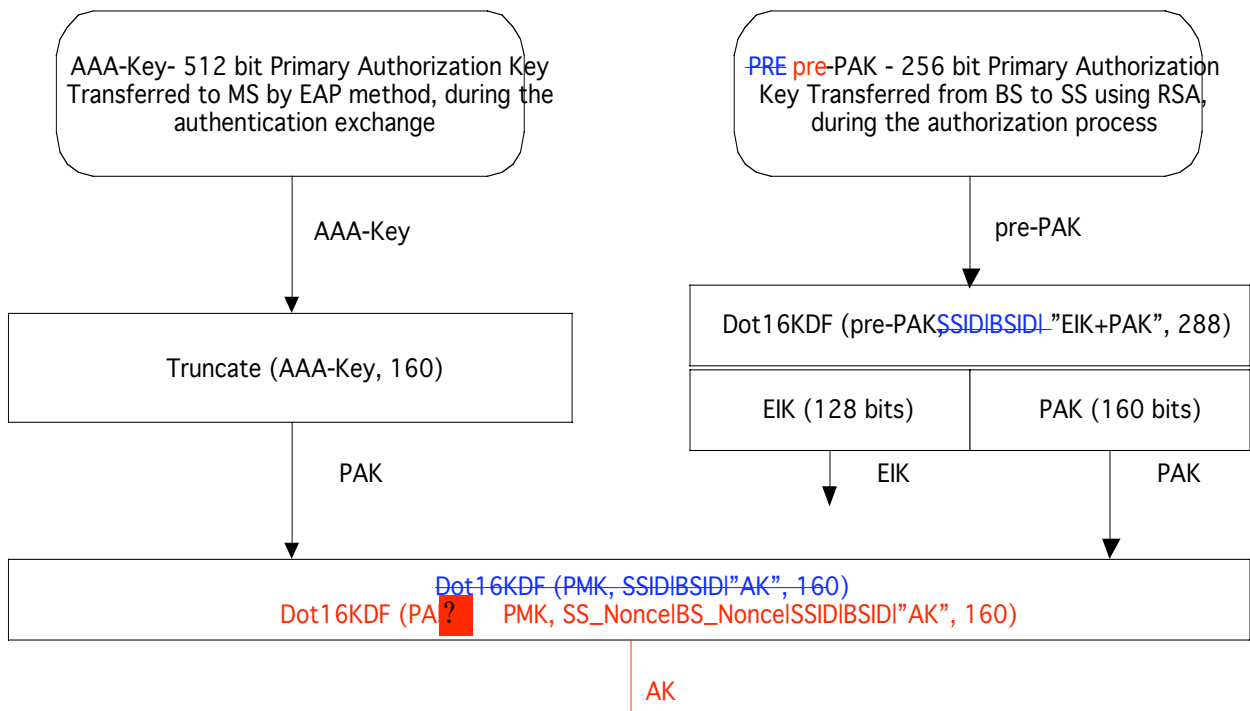 AAA-Key- 512 bit Primary Authorization Key
Transferred to MS by EAP method, during the
authentication exchange
PRE pre-PAK - 256 bit Primary Authorization
Key Transferred from BS to SS using RSA,
during the authorization process
AAA-Key
pre-PAK
Truncate (AAA-Key, 160)
Dot16KDF (pre-PAK,SSID|BSID| "EIK+PAK", 288)
EIK (128 bits)
PAK (160 bits)
PAK
EIK
PAK
Dot16KDF (PMK, SSID|BSID|"AK", 160)
Dot16KDF (PA ? PMK, SS_Nonce|BS_Nonce|SSID|BSID|"AK", 160)
AK